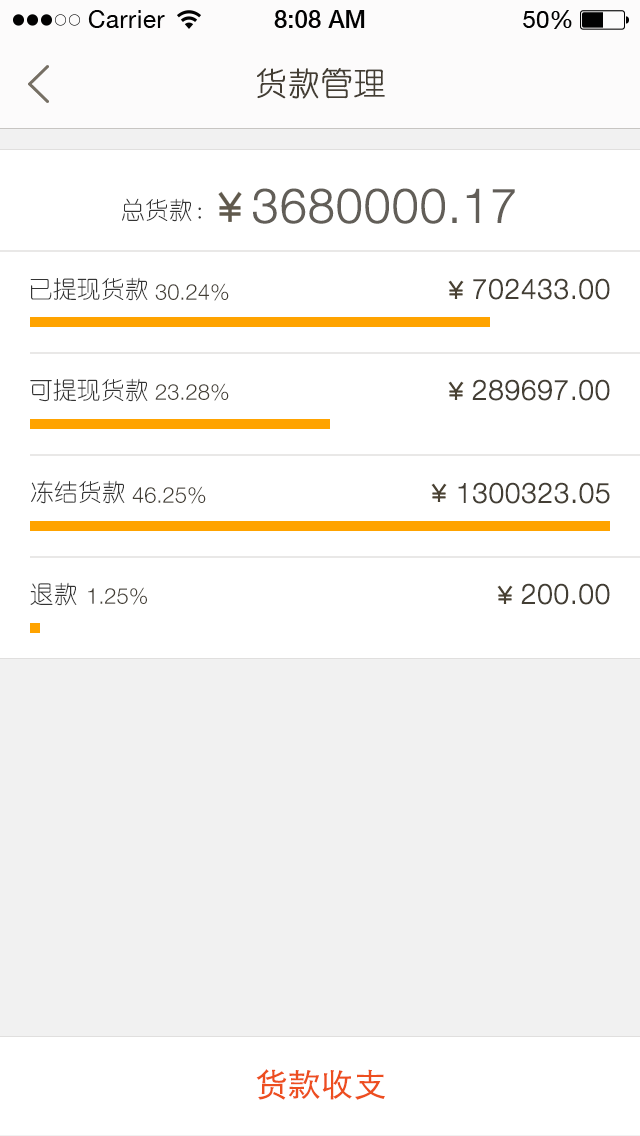 Carrier 8:08 AM 50%
货款管理
总货款: ¥3680000.17
已提现货款 30.24% ¥ 702433.00
可提现货款 23.28% ¥ 289697.00
冻结货款 46.25% ¥ 1300323.05
退款 1.25% ¥ 200.00
货款收支